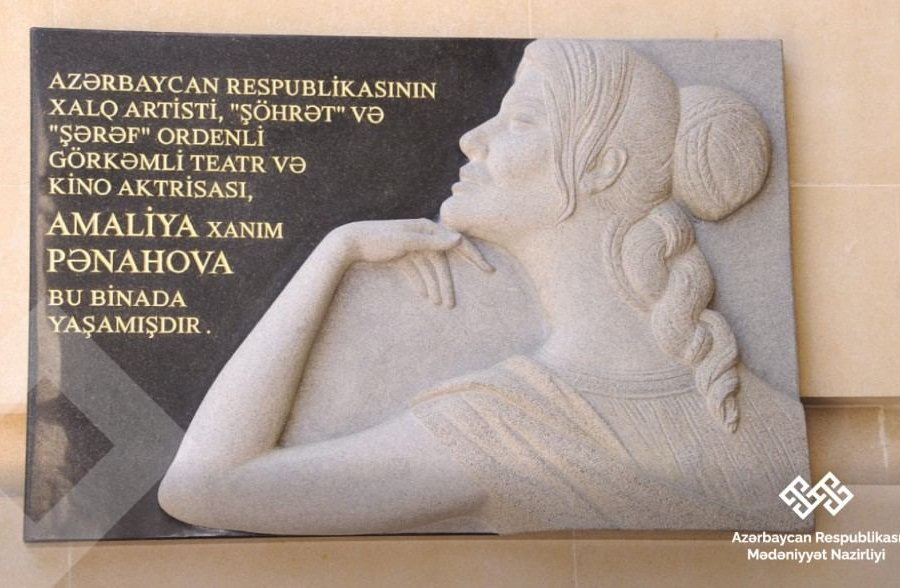 AZƏRBAYCAN RESPUBLİKASININ
XALQ ARTİSTİ, "ŞÖHRƏT" VƏ
"ŞƏRƏF" ORDENLİ
GÖRKƏMLİ TEATR VƏ
KİNO AKTRİSASI,
AMALİYA XANIM
PƏNAHOVA
BU BİNADA
YAŞAMIŞDIR.
Azərbaycan Respublikası
Mədəniyyət Nazirliyi